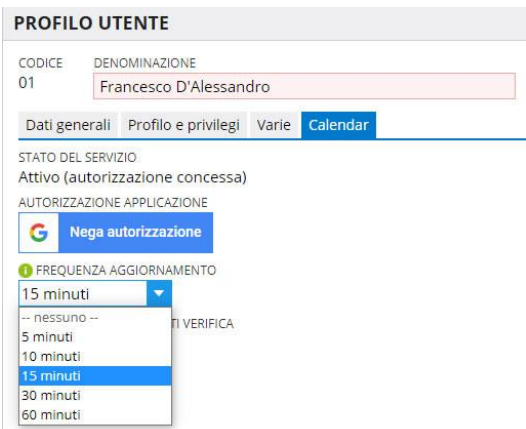 PROFILO UTENTE
CODICE DENOMINAZIONE
01 Francesco D'Alessandro
Dati generali Profilo e privilegi Varie Calendar
STATO DEL SERVIZIO
Attivo (autorizzazione concessa)
AUTORIZZAZIONE APPLICAZIONE
G Nega autorizzazione
i FREQUENZA AGGIORNAMENTO
15 minuti
-- nessuno --
TI VERIFICA
5 minuti
10 minuti
15 minuti
30 minuti
60 minuti